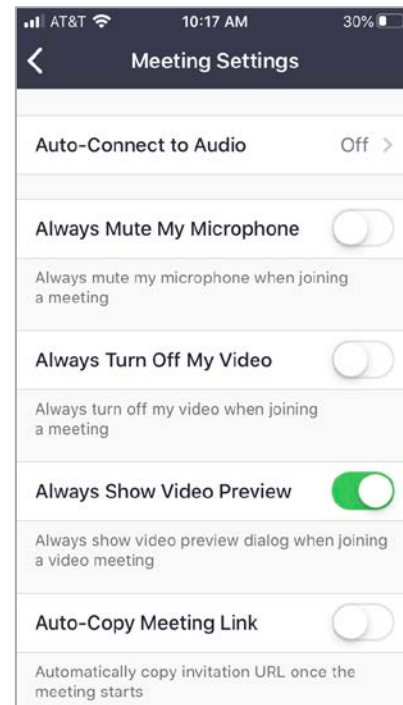 AT&T 10:17 AM 30%
Meeting Settings
Auto-Connect to Audio Off
Always Mute My Microphone
Always mute my microphone when joining
a meeting
Always Turn Off My Video
Always turn off my video when joining
a meeting
Always Show Video Preview
Always show video preview dialog when joining
a video meeting
Auto-Copy Meeting Link
Automatically copy invitation URL once the
meeting starts